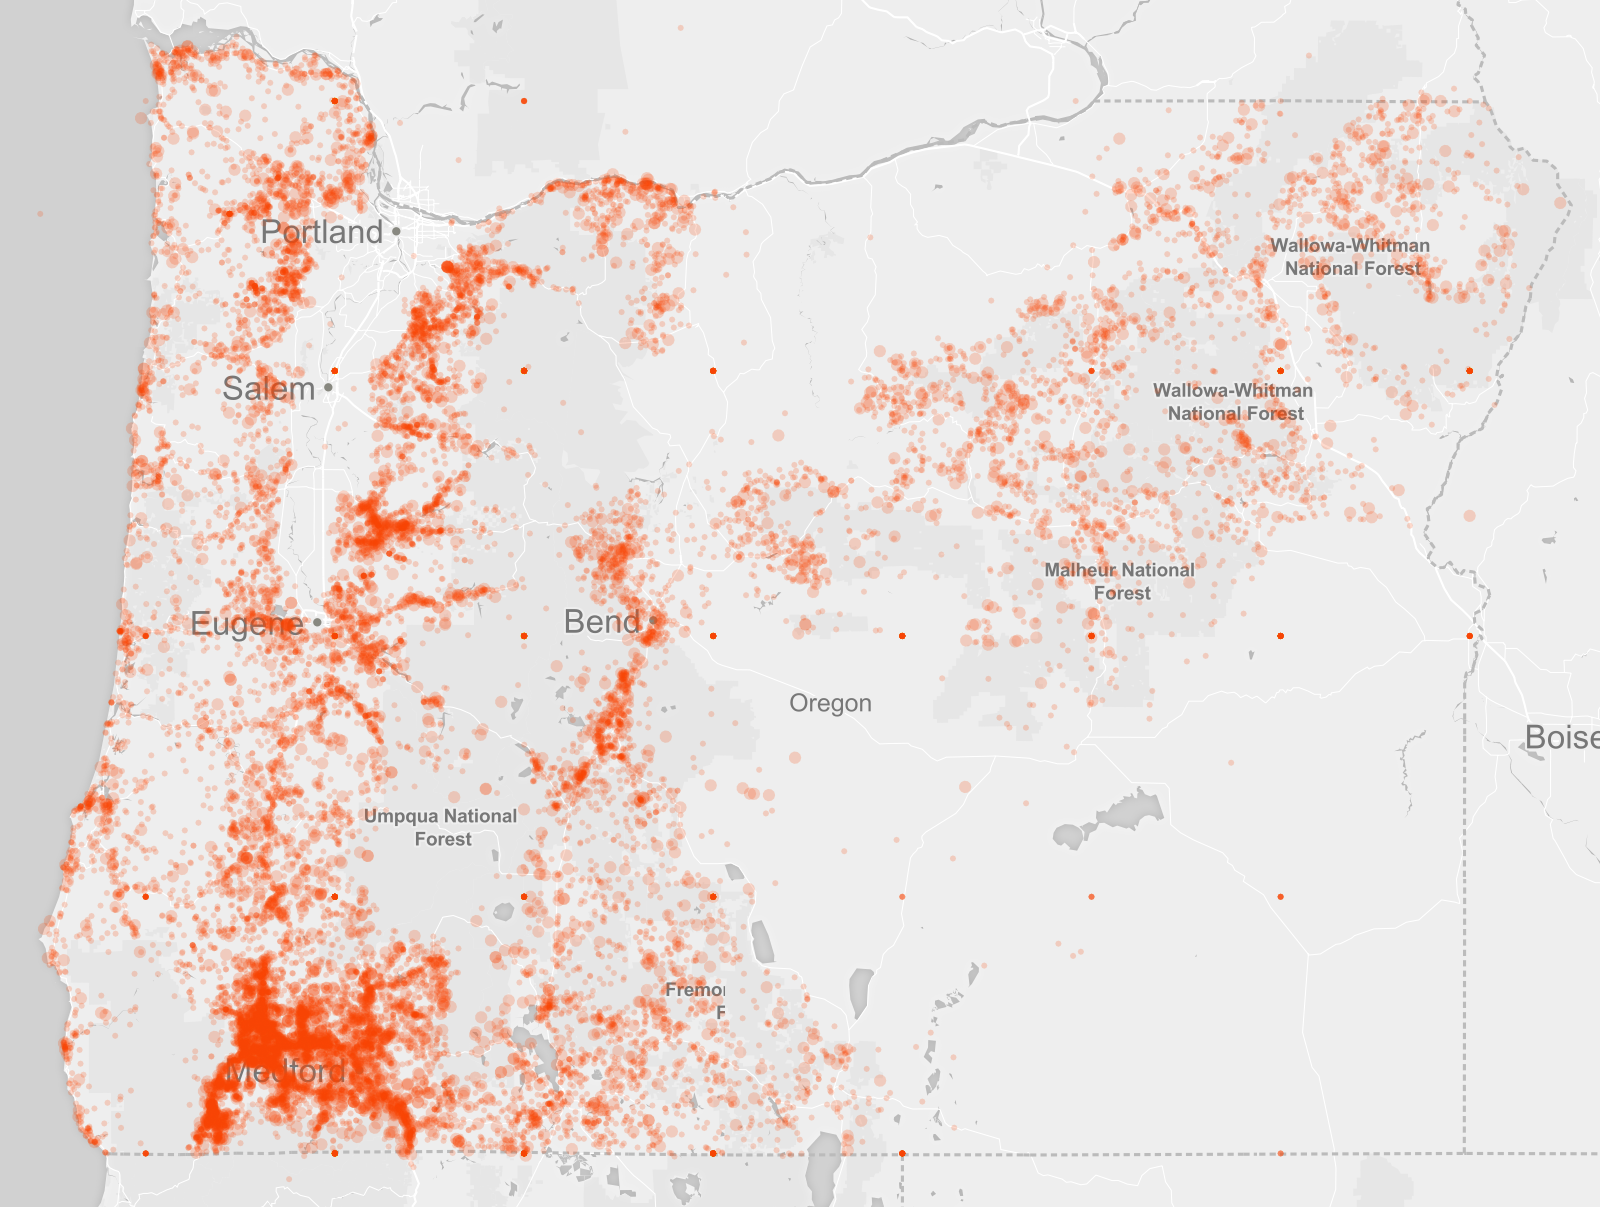 Portland
Wallowa-Whitman
National Forest
Salem
Wallowa-Whitman
National Forest
Malheur National
Forest
Eugene
Bend
Oregon
Boise
Umpqua National
Forest
Fremon
F
Medford